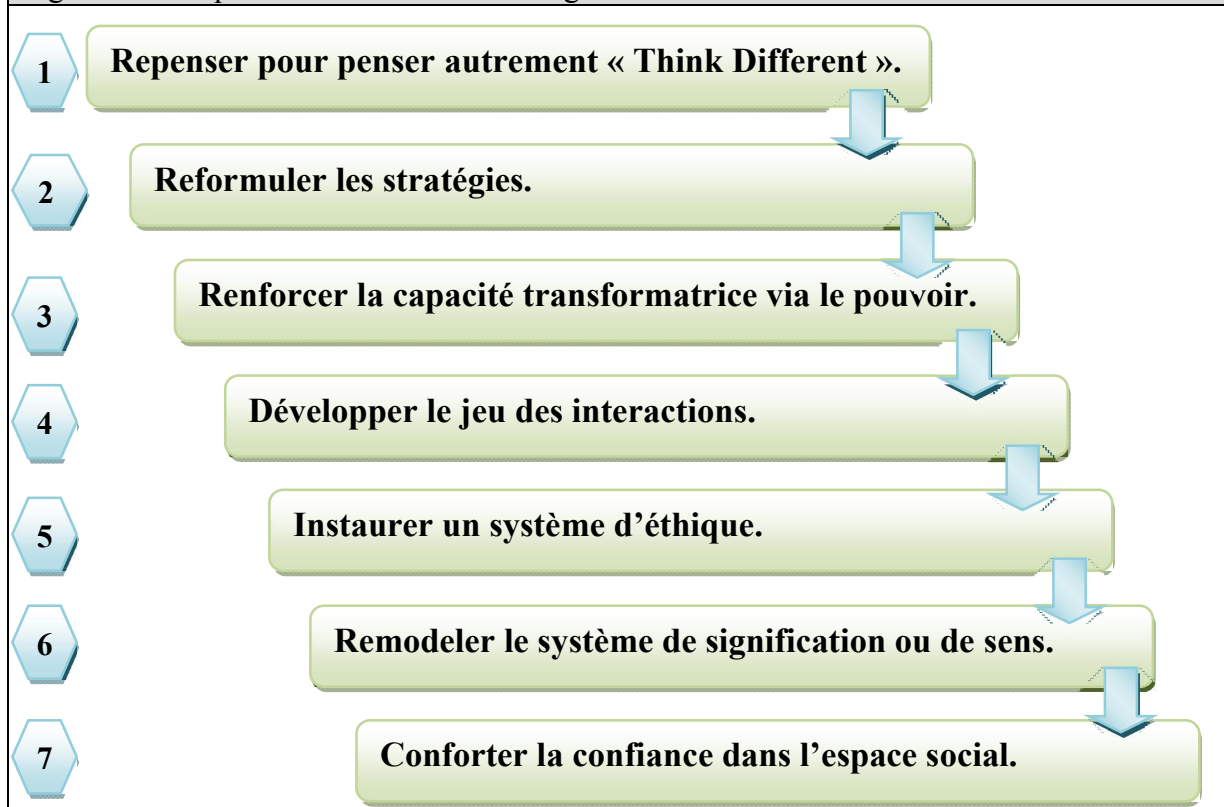 1
Repenser pour penser autrement « Think Different ».
2
Reformuler les stratégies.
3
Renforcer la capacité transformatrice via le pouvoir.
4
Développer le jeu des interactions.
5
Instaurer un système d’éthique.
6
Remodeler le système de signification ou de sens.
7
Conforter la confiance dans l’espace social.